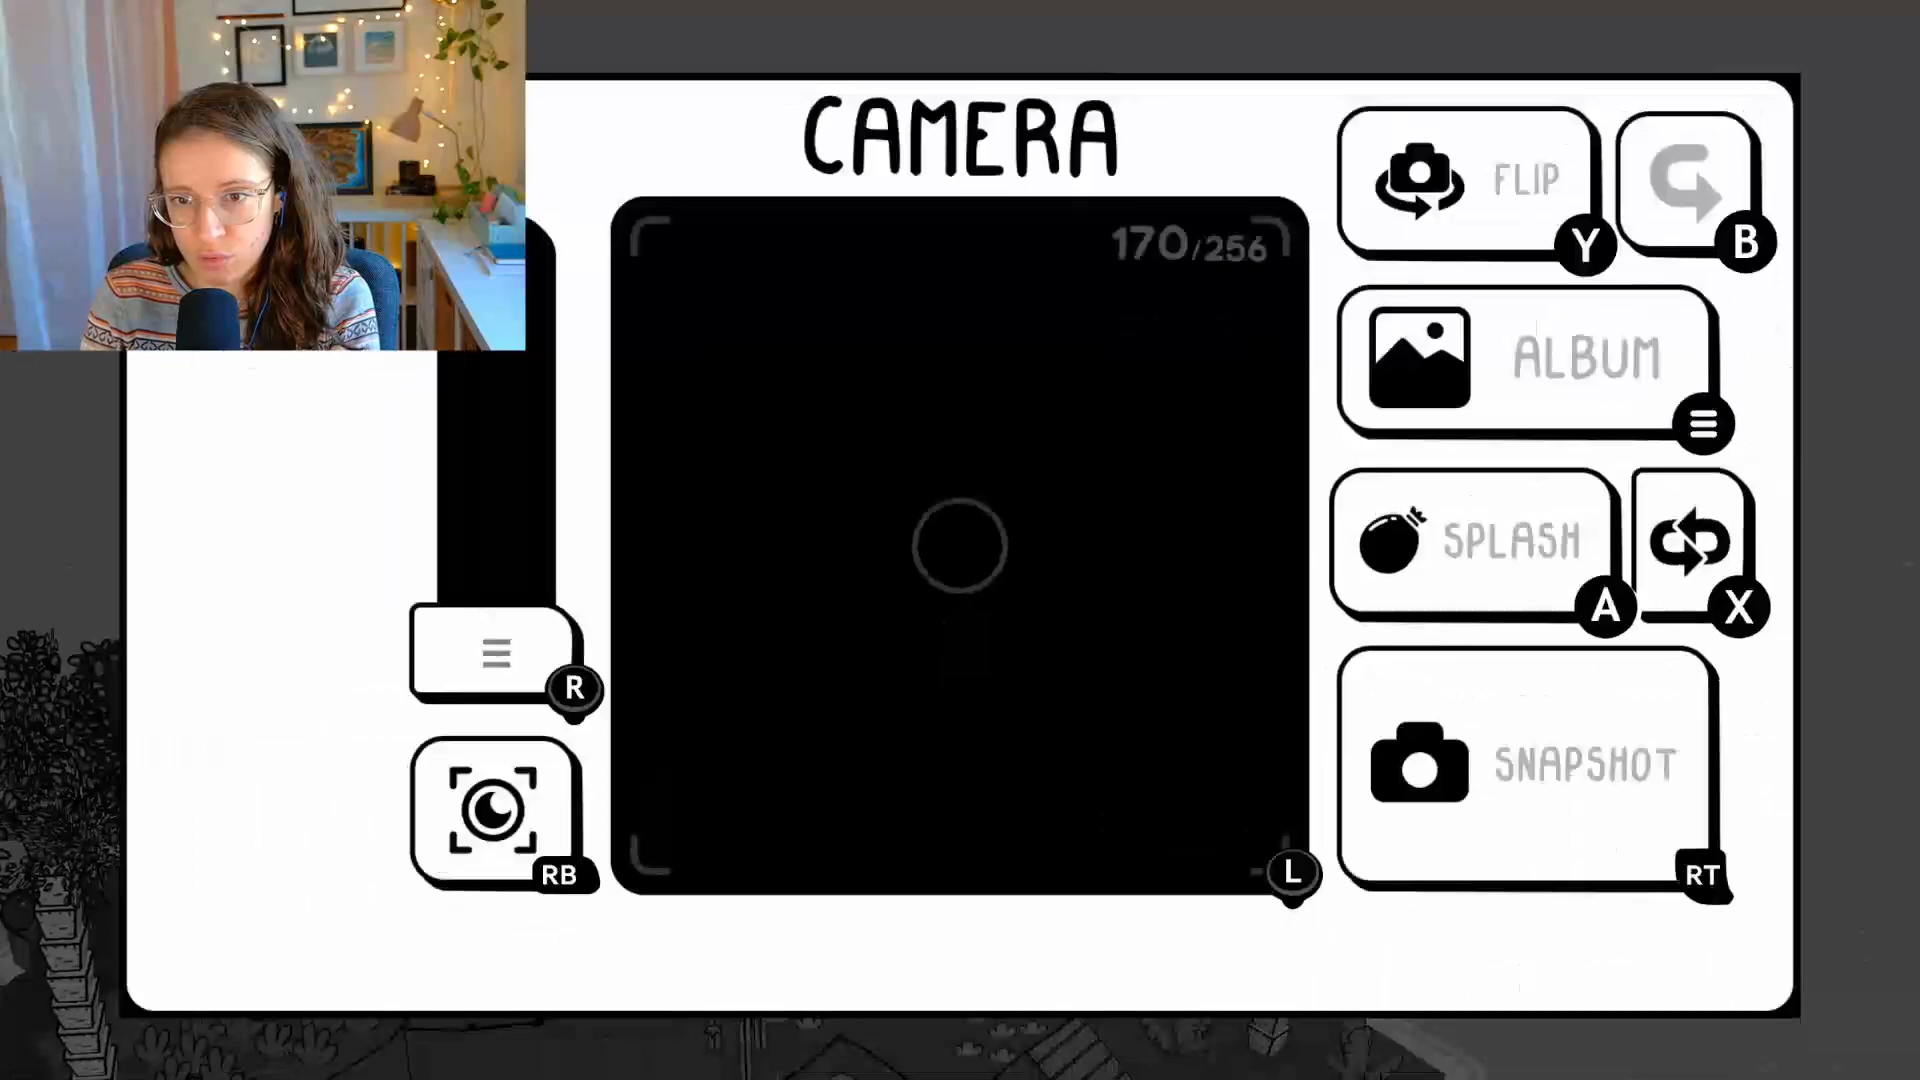 CAMERA
170/256
FLIP
Y
B
ALBUM
SPLASH
A
X
R
SNAPSHOT
RB
L
RT